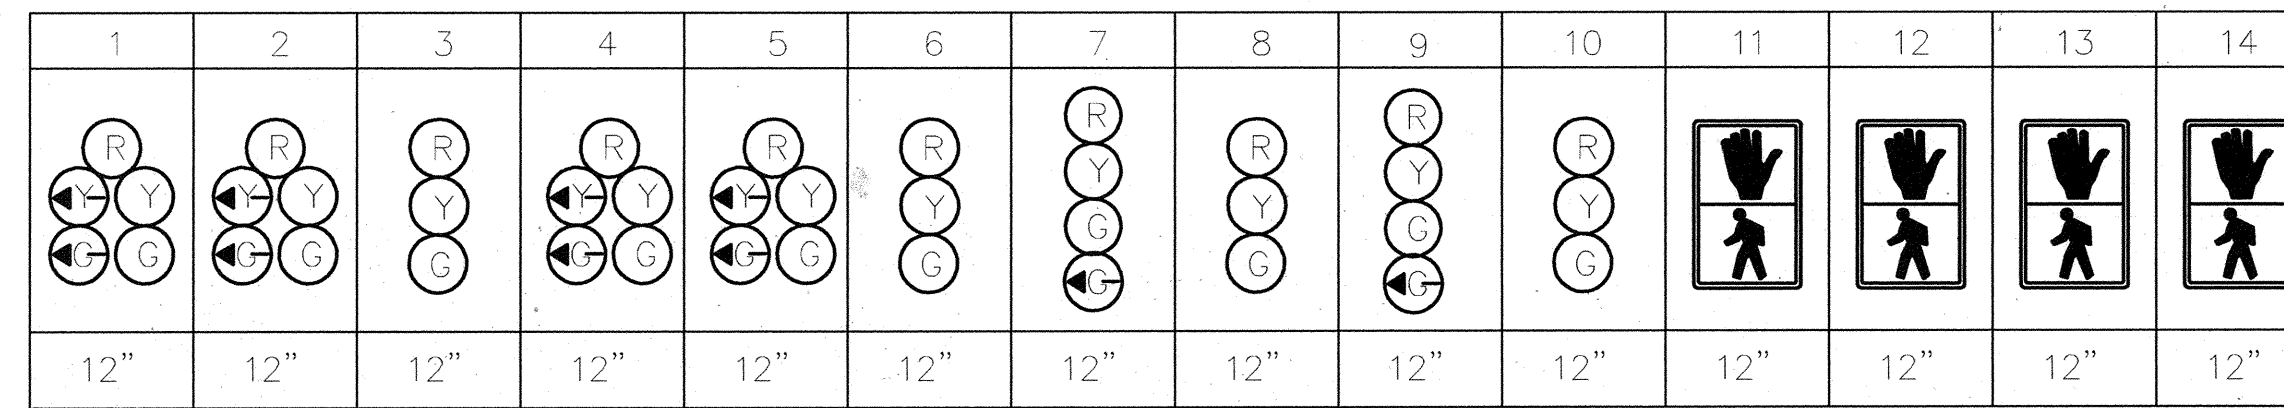 1 2 3 4 5 6 7 8 9 10 11 12 13 14
R R R R R R R R R R
Y Y Y Y Y Y Y Y Y Y Y Y Y Y
G G G G G G G G G G G G G G
G G
12" 12" 12" 12" 12" 12" 12" 12" 12" 12" 12" 12" 12" 12"